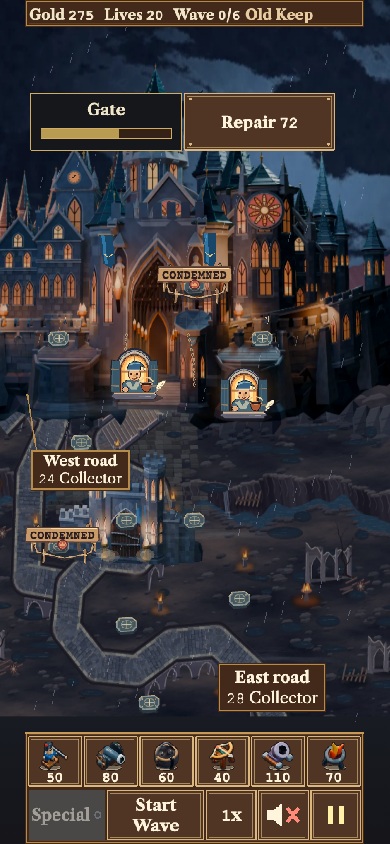 Gold 275 Lives 20 Wave 0/6 Old Keep
Gate
Repair 72
CONDEMNED
West road
24 Collector
CONDEMNED
East road
28 Collector
50 80 60 40 110 70
Special
Start
Wave
1x